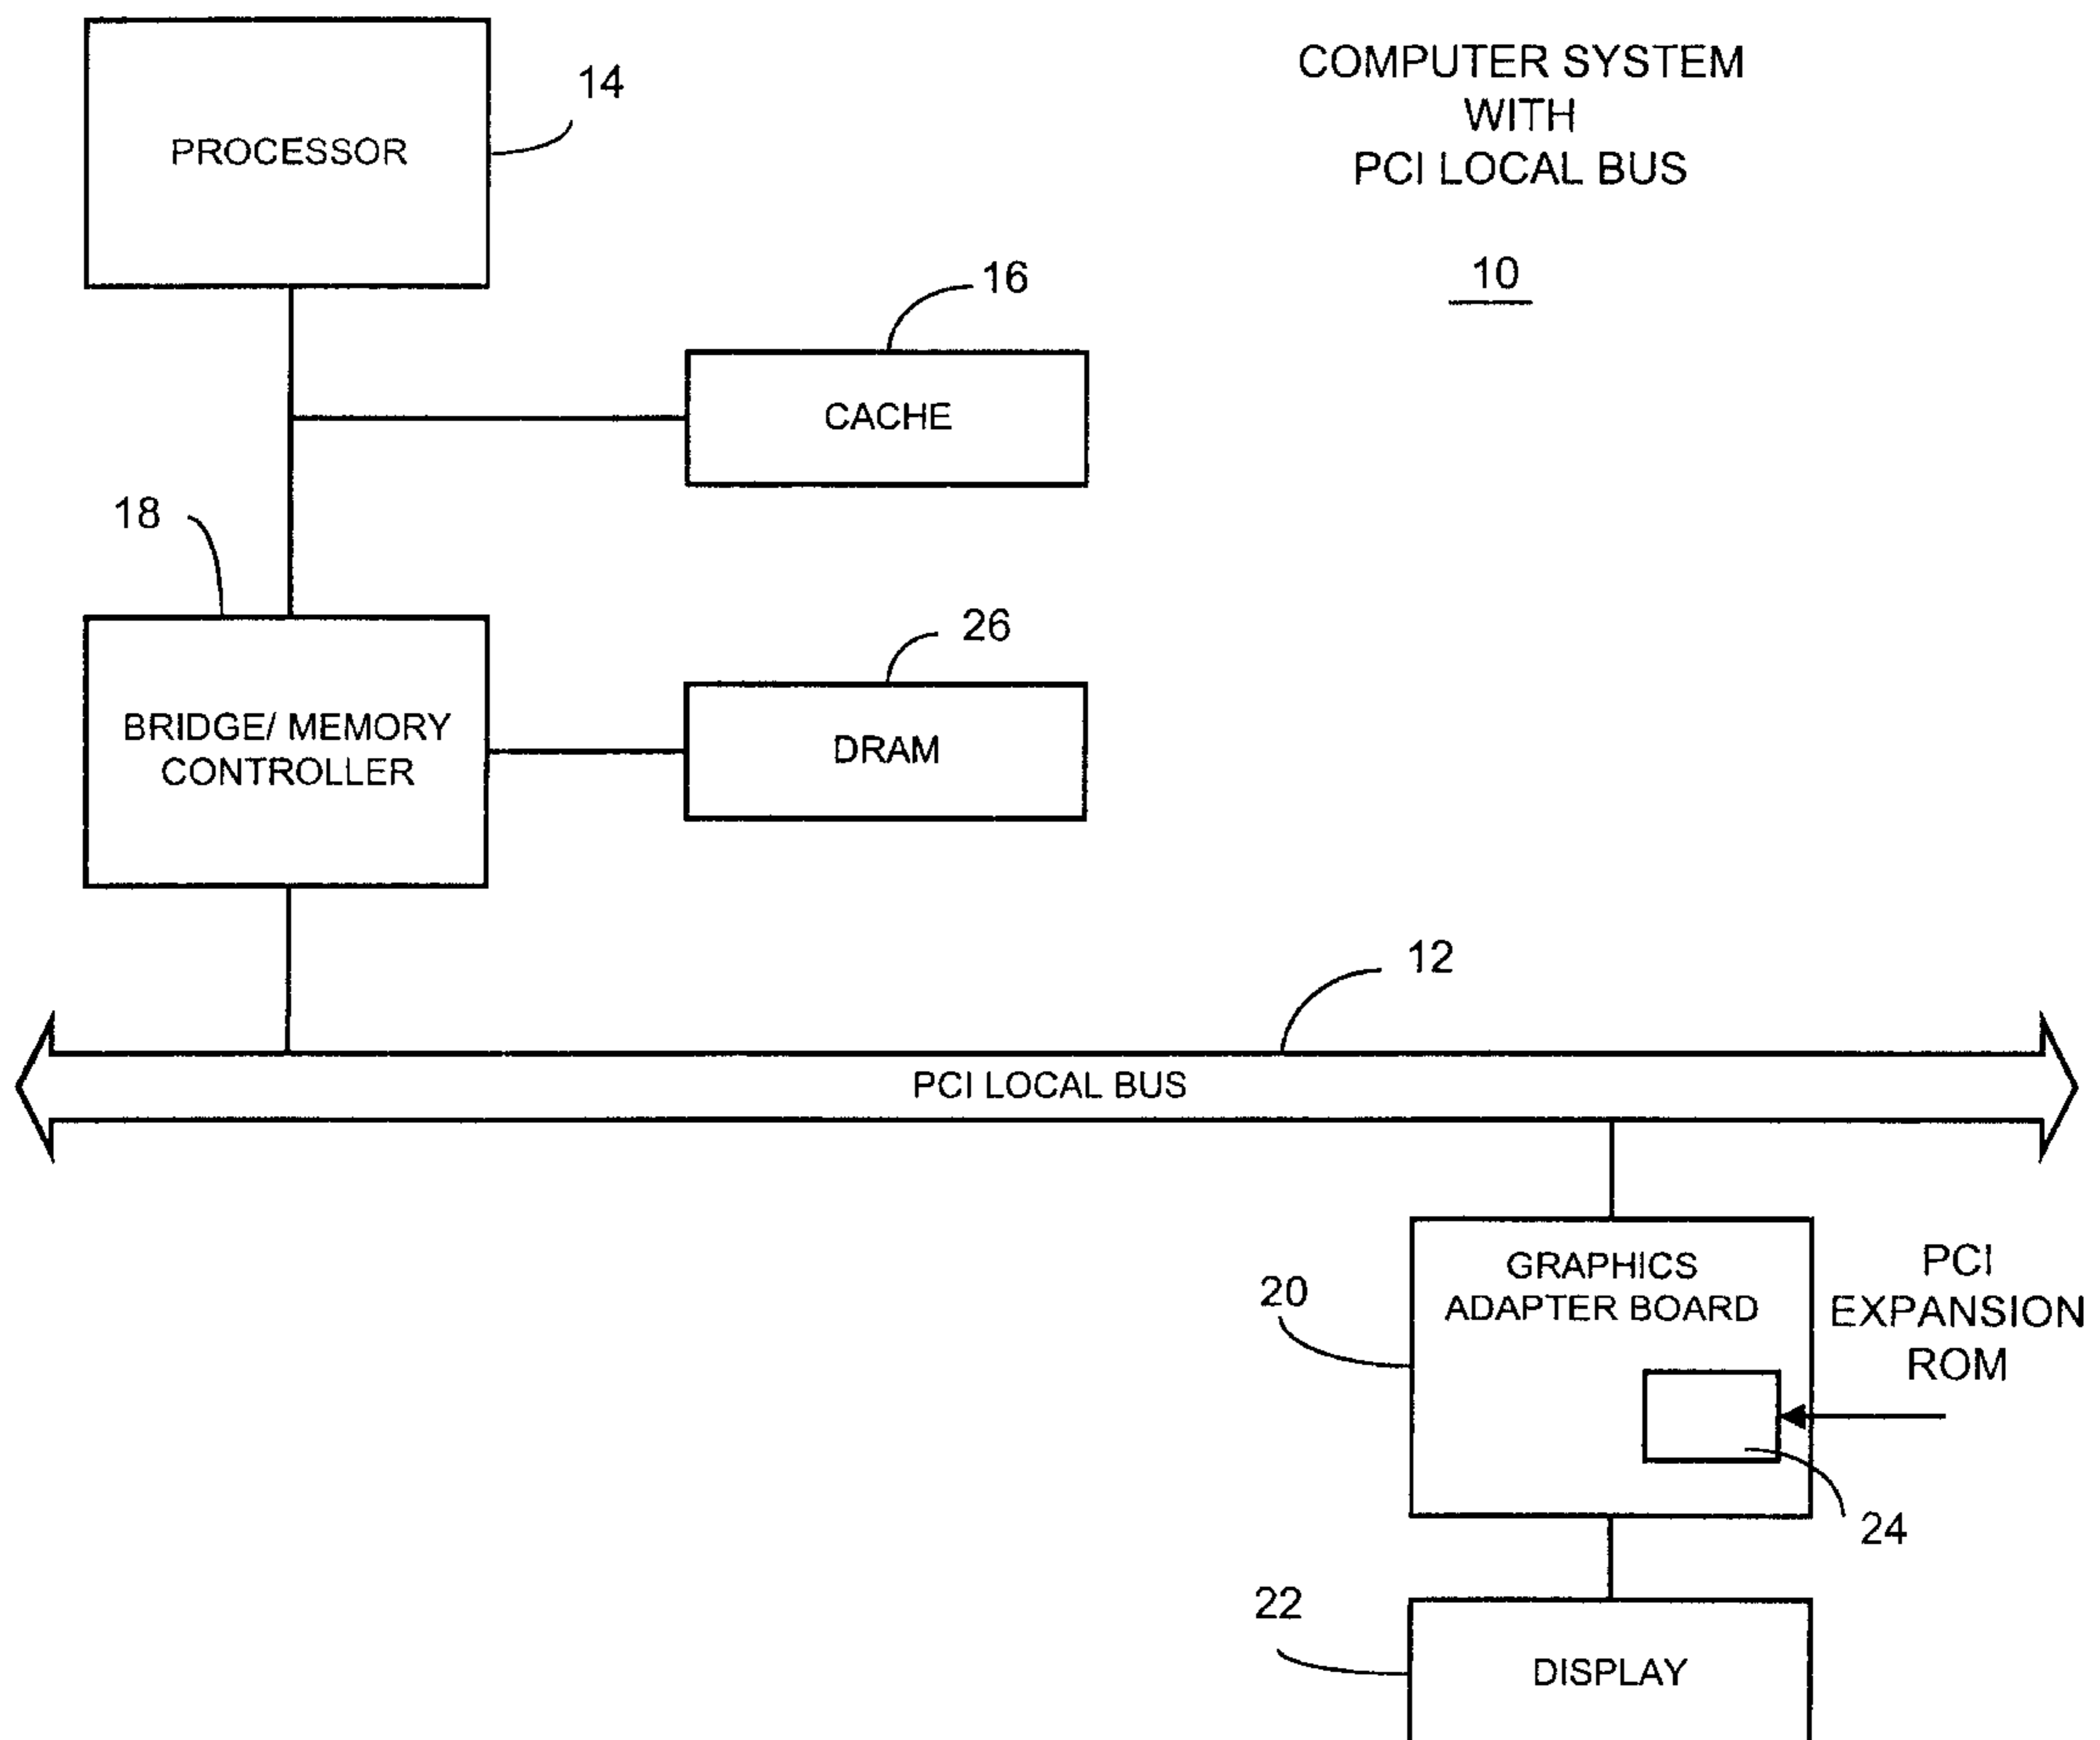 COMPUTER SYSTEM
WITH
PCI LOCAL BUS
10
14
PROCESSOR
16
CACHE
18
BRIDGE/ MEMORY
CONTROLLER
26
DRAM
12
PCI LOCAL BUS
20
GRAPHICS
ADAPTER BOARD
PCI
EXPANSION
ROM
24
22
DISPLAY